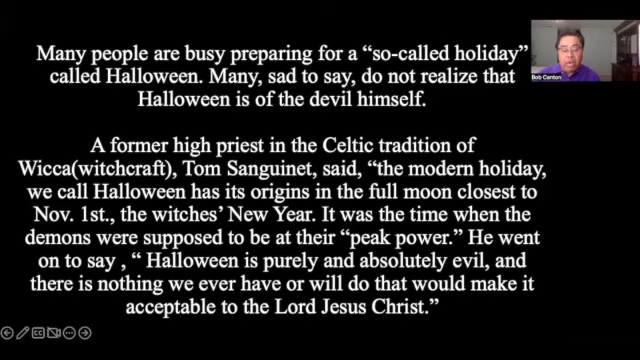 Many people are busy preparing for a “so-called holiday”
called Halloween. Many, sad to say, do not realize that
Halloween is of the devil himself.
A former high priest in the Celtic tradition of
Wicca(witchcraft), Tom Sanguinet, said, “the modern holiday,
we call Halloween has its origins in the full moon closest to
Nov. 1st., the witches’ New Year. It was the time when the
demons were supposed to be at their “peak power.” He went
on to say , “ Halloween is purely and absolutely evil, and
there is nothing we ever have or will do that would make it
acceptable to the Lord Jesus Christ.”
Bob Canton
CC